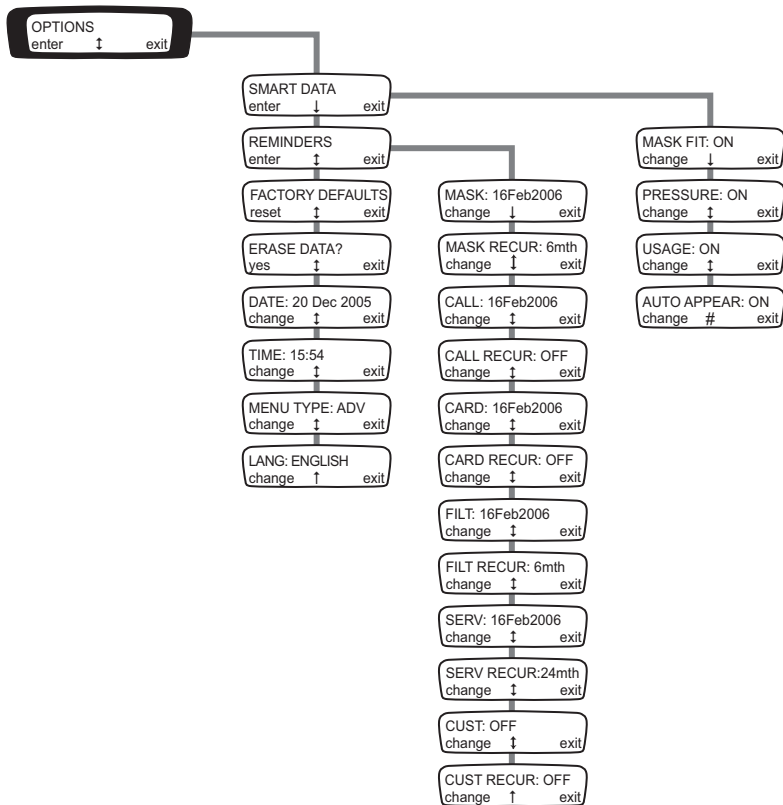 OPTIONS
enter ↕ exit
SMART DATA
enter ↓ exit
REMINDERS
enter ↕ exit
FACTORY DEFAULTS
reset ↕ exit
ERASE DATA?
yes ↕ exit
DATE: 20 Dec 2005
change ↕ exit
TIME: 15:54
change ↕ exit
MENU TYPE: ADV
change ↕ exit
LANG: ENGLISH
change ↑ exit
MASK: 16Feb2006
change ↓ exit
MASK RECUR: 6mth
change ↕ exit
CALL: 16Feb2006
change ↕ exit
CALL RECUR: OFF
change ↕ exit
CARD: 16Feb2006
change ↕ exit
CARD RECUR: OFF
change ↕ exit
FILT: 16Feb2006
change ↕ exit
FILT RECUR: 6mth
change ↕ exit
SERV: 16Feb2006
change ↕ exit
SERV RECUR:24mth
change ↕ exit
CUST: OFF
change ↕ exit
CUST RECUR: OFF
change ↑ exit
MASK FIT: ON
change ↓ exit
PRESSURE: ON
change ↕ exit
USAGE: ON
change ↕ exit
AUTO APPEAR: ON
change # exit